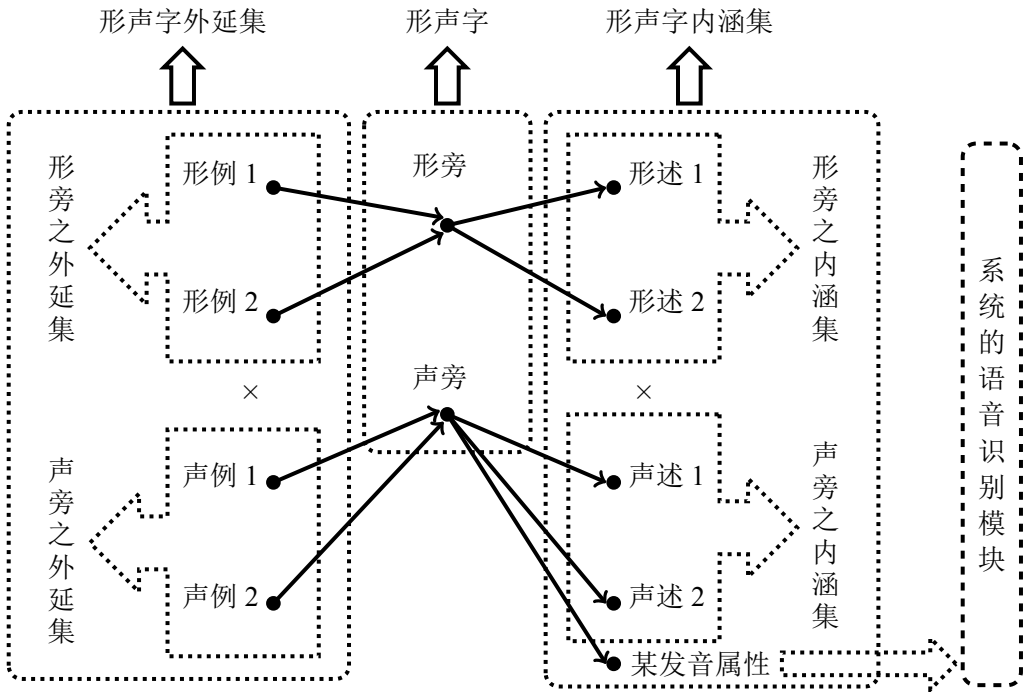 形声字外延集
形声字
形声字内涵集
形旁之外延集
形例 1
形例 2
形旁
形述 1
形述 2
形旁之内涵集
×
×
声旁之外延集
声例 1
声例 2
声旁
声述 1
声述 2
声旁之内涵集
某发音属性
系统的语音识别模块